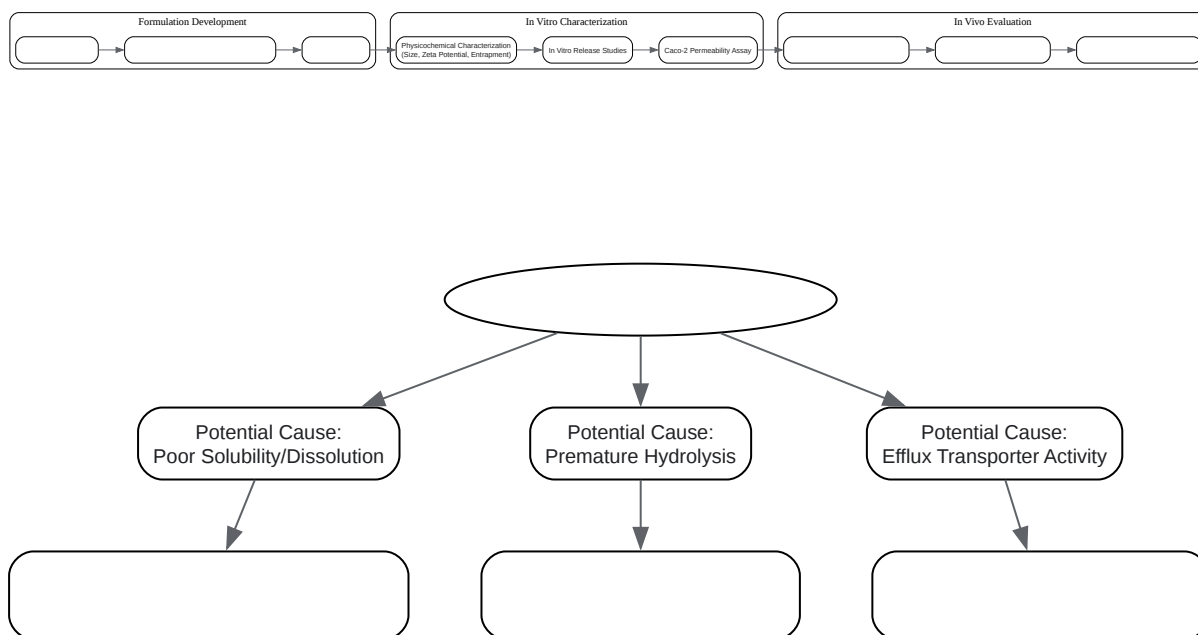 Formulation Development
In Vitro Characterization
In Vivo Evaluation
Physicochemical Characterization
(Size, Zeta Potential, Entrapment)
In Vitro Release Studies
Caco-2 Permeability Assay
Potential Cause:
Poor Solubility/Dissolution
Potential Cause:
Premature Hydrolysis
Potential Cause:
Efflux Transporter Activity